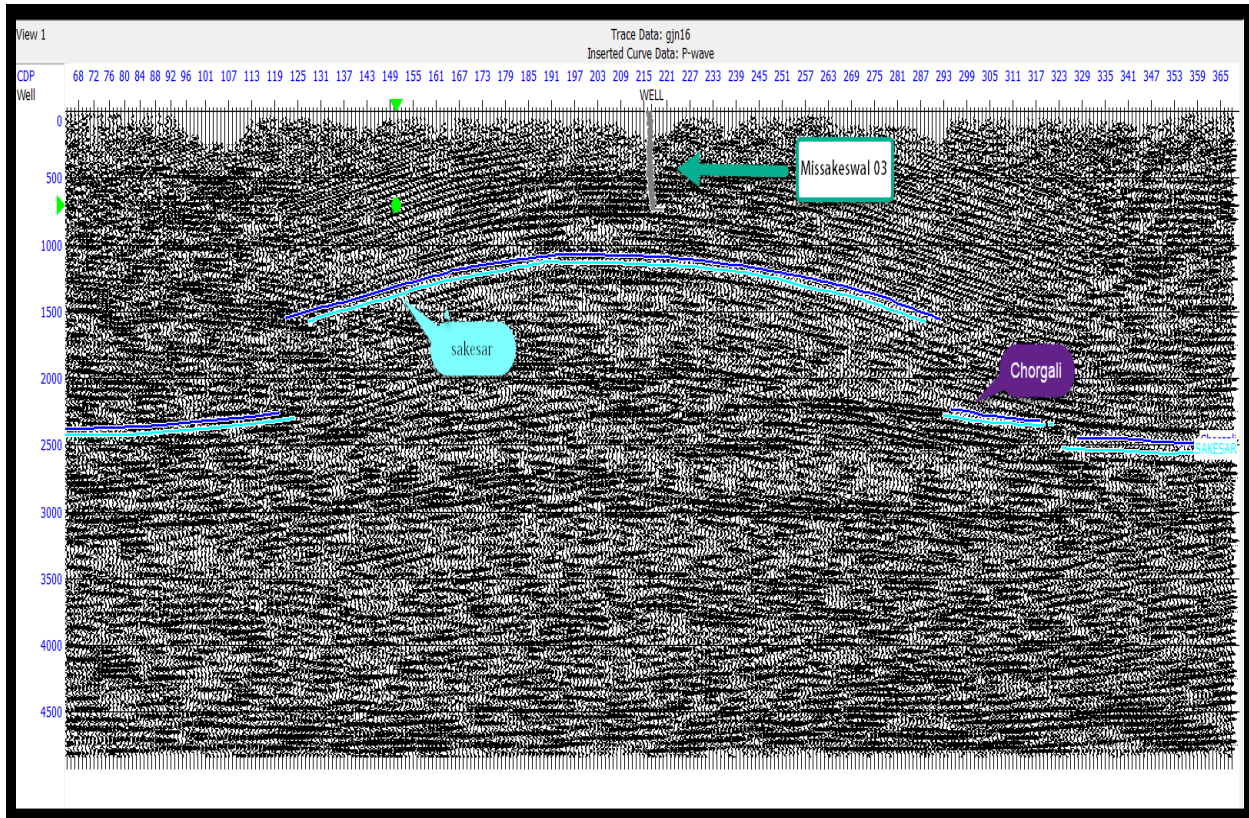 View 1
Trace Data: gjn16
Inserted Curve Data: P-wave
CDP 68 72 76 80 84 88 92 96 101 107 113 119 125 131 137 143 149 155 161 167 173 179 185 191 197 203 209 215 221 227 233 239 245 251 257 263 269 275 281 287 293 299 305 311 317 323 329 335 341 347 353 359 365
Well WELL
0
Missakeswal 03
500
1000
1500
sakesar
Chorgali
2000
2500
SAKESAR
3000
3500
4000
4500